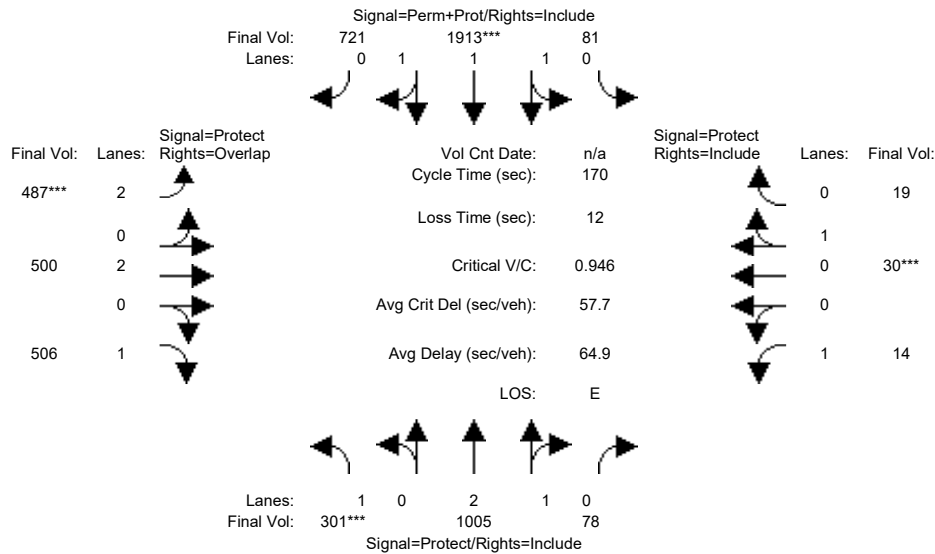 Signal=Perm+Prot/Rights=Include
Final Vol: 721 1913*** 81
Lanes: 0 1 1 1 0
Signal=Protect
Final Vol: Lanes: Rights=Overlap
Vol Cnt Date: n/a
Signal=Protect
Rights=Include Lanes: Final Vol:
Cycle Time (sec): 170
487*** 2
0 19
Loss Time (sec): 12
0
1
500 2
Critical V/C: 0.946
0 30***
0
Avg Crit Del (sec/veh): 57.7
0
506 1
Avg Delay (sec/veh): 64.9
1 14
LOS: E
Lanes: 1 0 2 1 0
Final Vol: 301*** 1005 78
Signal=Protect/Rights=Include